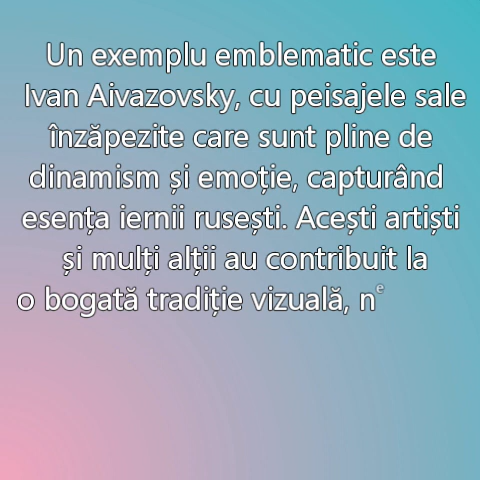 Un exemplu emblematic este
Ivan Aivazovsky, cu peisajele sale
înzăpezite care sunt pline de
dinamism și emoție, capturând
esența iernii rusești. Acești artiști
și mulți alții au contribuit la
o bogată tradiție vizuală, ne